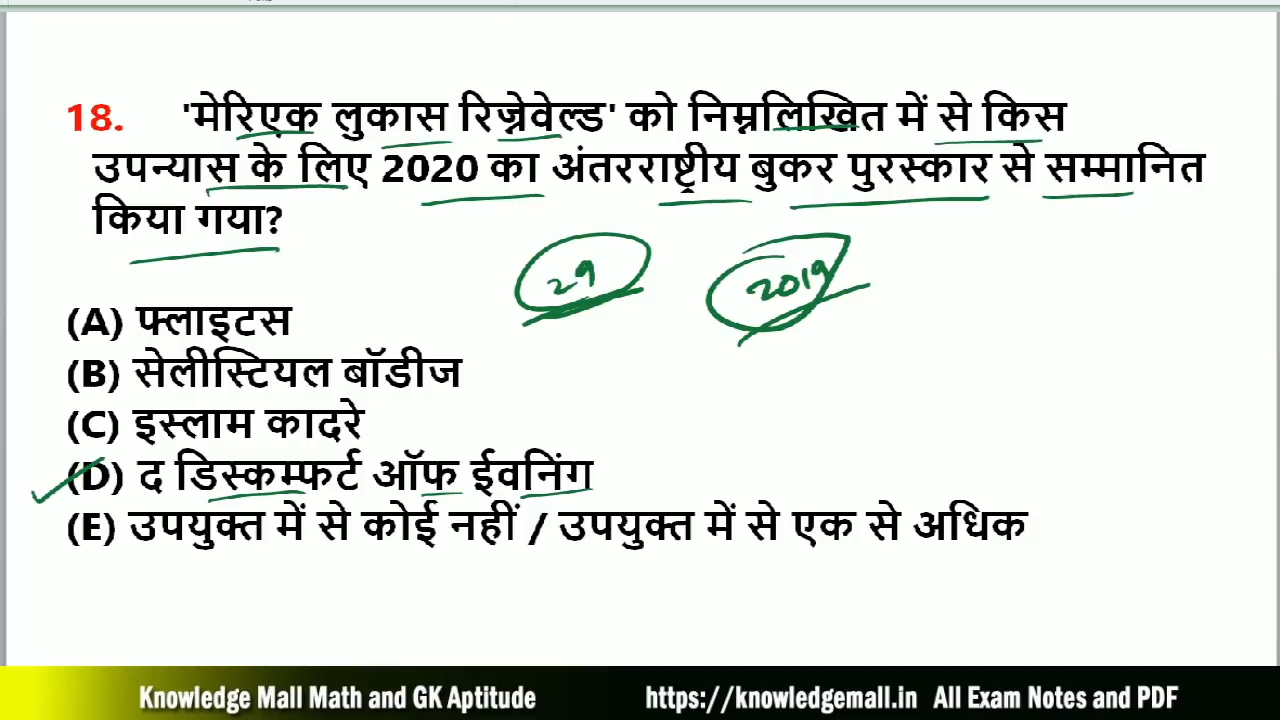 18. 'मेरिएक लुकास रिज्नेवेल्ड' को निम्नलिखित में से किस
उपन्यास के लिए 2020 का अंतरराष्ट्रीय बुकर पुरस्कार से सम्मानित
किया गया?
29 2019
(A) फ्लाइटस
(B) सेलीस्टियल बॉडीज
(C) इस्लाम कादरे
(D) द डिस्कम्फर्ट ऑफ ईवनिंग
(E) उपयुक्त में से कोई नहीं / उपयुक्त में से एक से अधिक
Knowledge Mall Math and GK Aptitude https://knowledgemall.in All Exam Notes and PDF